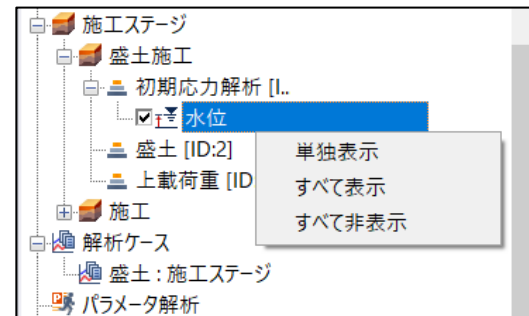 施工ステージ
盛土施工
初期応力解析 [I..
水位
盛土 [ID:2]
上載荷重 [ID
施工
解析ケース
盛土 : 施工ステージ
パラメータ解析
単独表示
すべて表示
すべて非表示